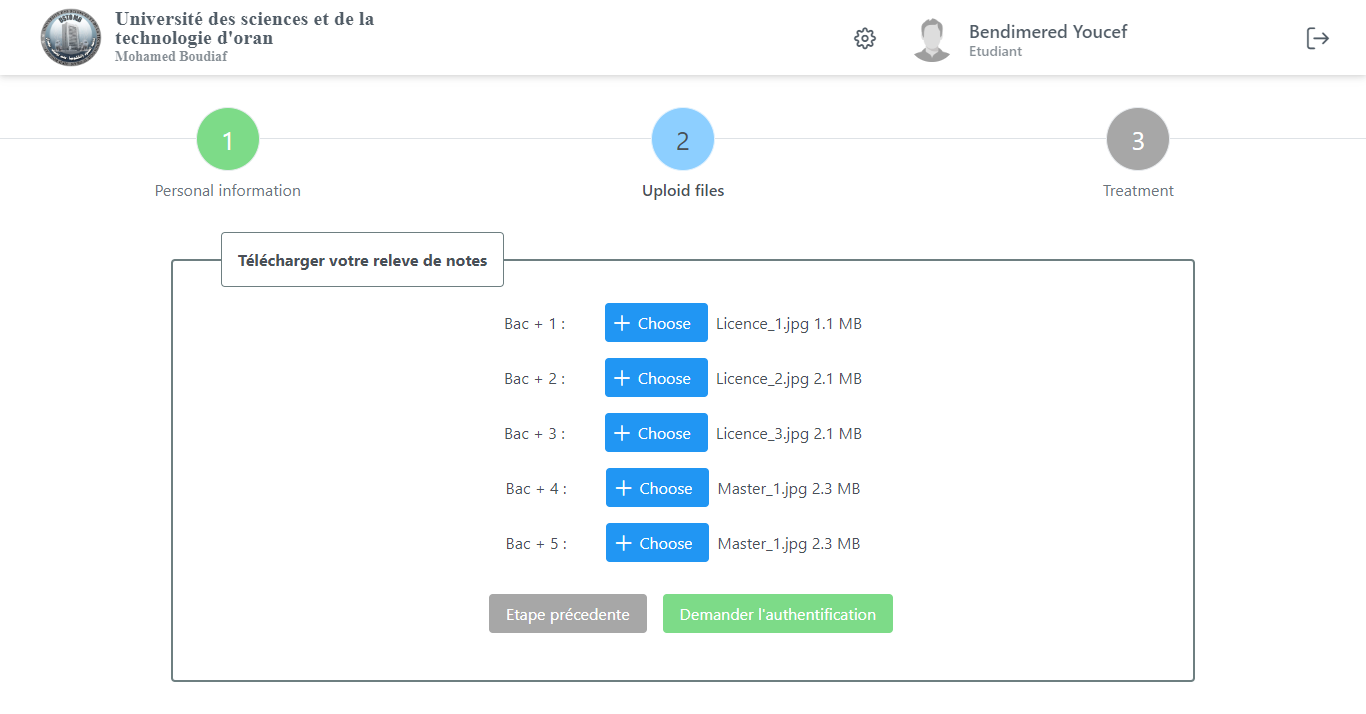 Université des sciences et de la
technologie d'oran
Mohamed Boudiaf
Bendimered Youcef
Etudiant
1
2
3
Personal information
Uploid files
Treatment
Télécharger votre releve de notes
Bac + 1 : Choose Licence_1.jpg 1.1 MB
Bac + 2 : Choose Licence_2.jpg 2.1 MB
Bac + 3 : Choose Licence_3.jpg 2.1 MB
Bac + 4 : Choose Master_1.jpg 2.3 MB
Bac + 5 : Choose Master_1.jpg 2.3 MB
Etape précedente
Demander l'authentification